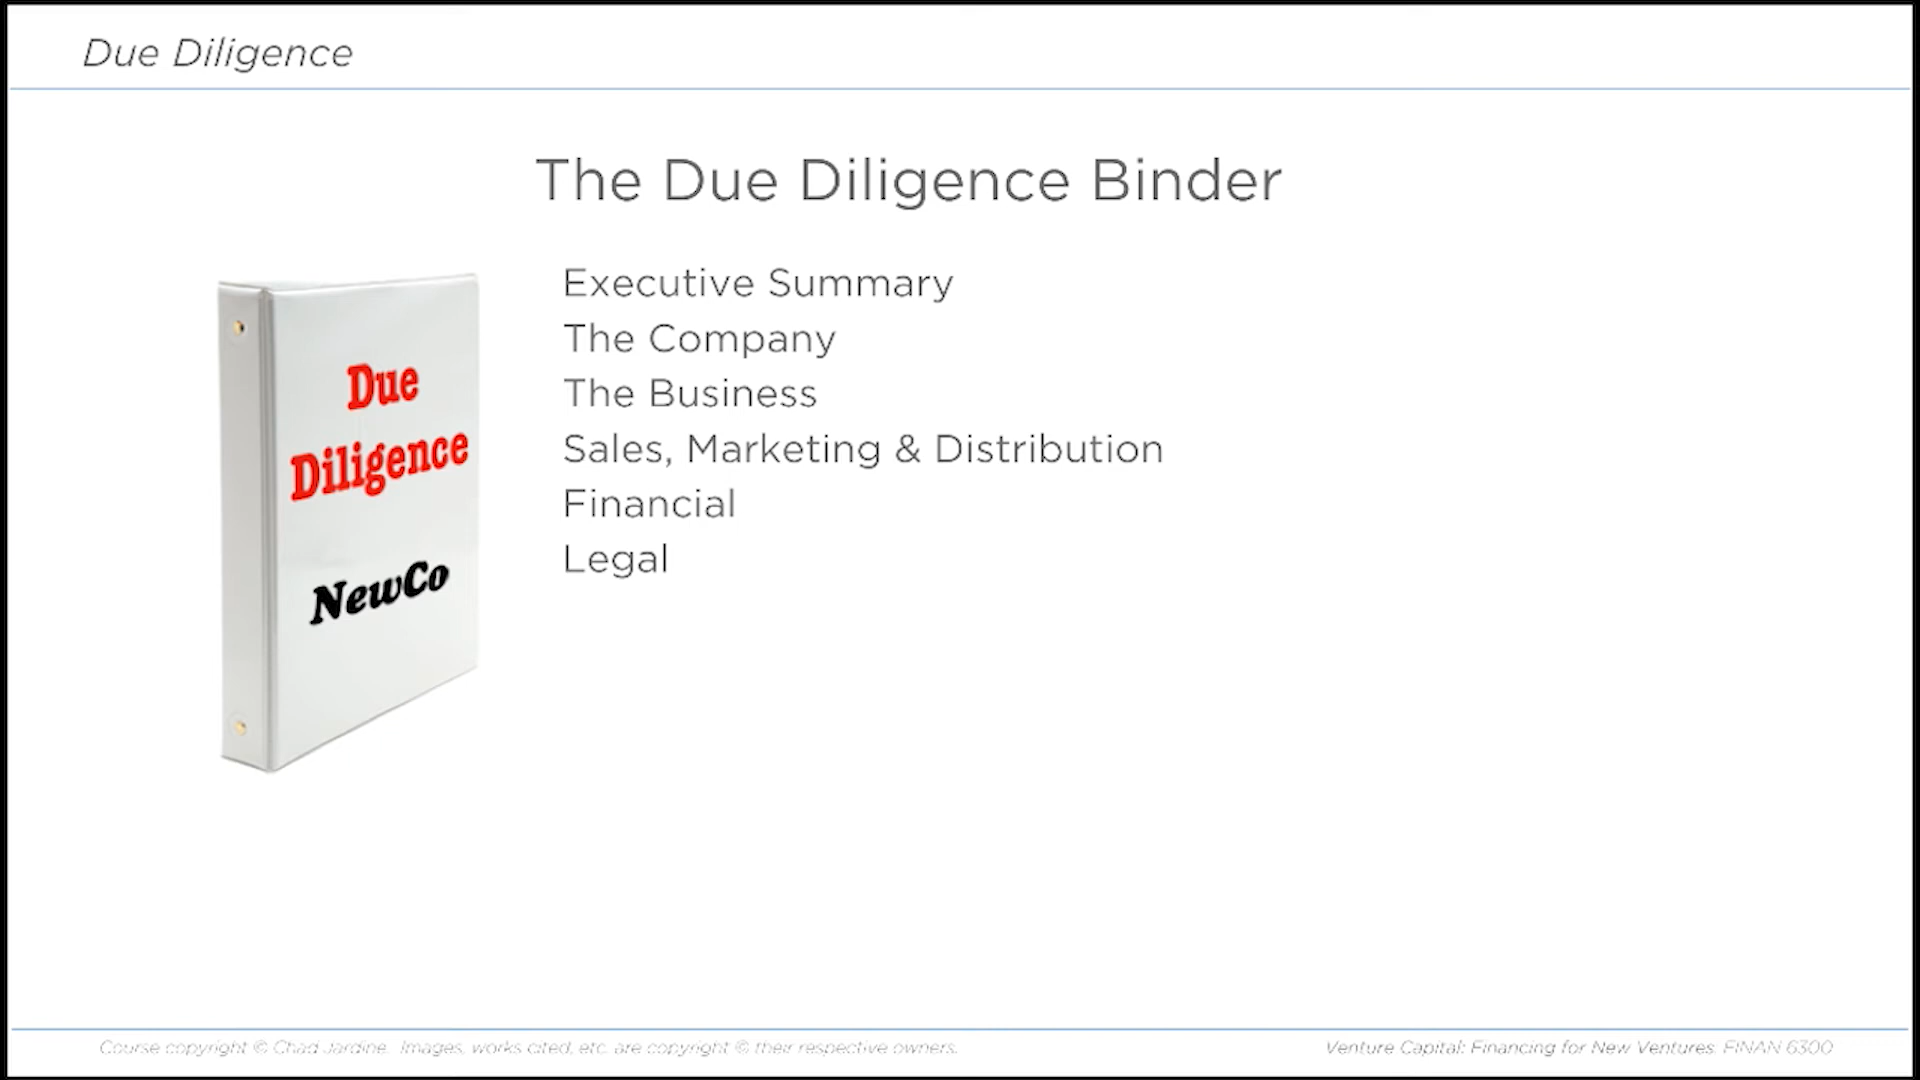 Due Diligence
The Due Diligence Binder
Due
Diligence
NewCo
Executive Summary
The Company
The Business
Sales, Marketing & Distribution
Financial
Legal
Course copyright © Chad Jardine. Images, works cited, etc. are copyright © their respective owners.
Venture Capital: Financing for New Ventures: FINAN 6300